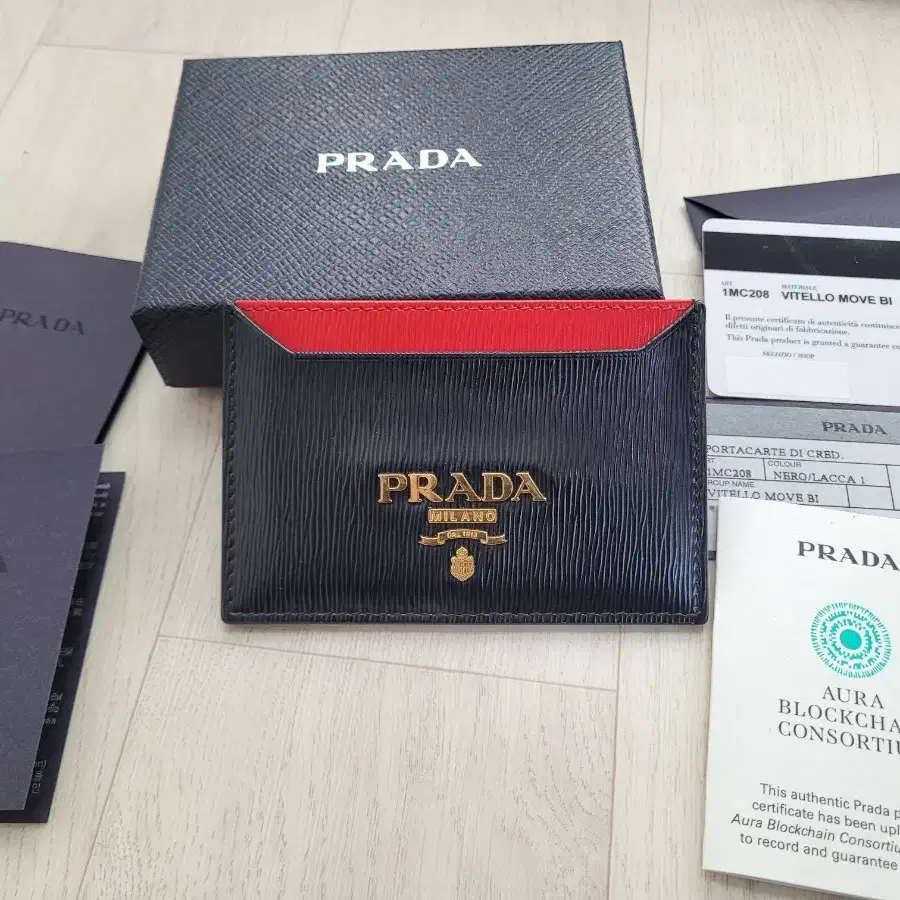 PRADA
PRADA
ART.
MATERIALE
1MC208 VITELLO MOVE BI
Il presente certificato di autenticità costituisce
difetti originari di fabbricazione.
This Prada product is granted a guarantee
NEGOZIO / SHOP
PRADA
PORTACARTE DI CRED.
COLOUR
1MC208
NERO/LACCA 1
GROUP NAME
VITELLO MOVE BI
PRADA
MILANO
DAL 1913
PRADA
AURA
BLOCKCHA
CONSORTIU
This authentic Prada p
certificate has been upl
Aura Blockchain Consortiu
to record and guarantee